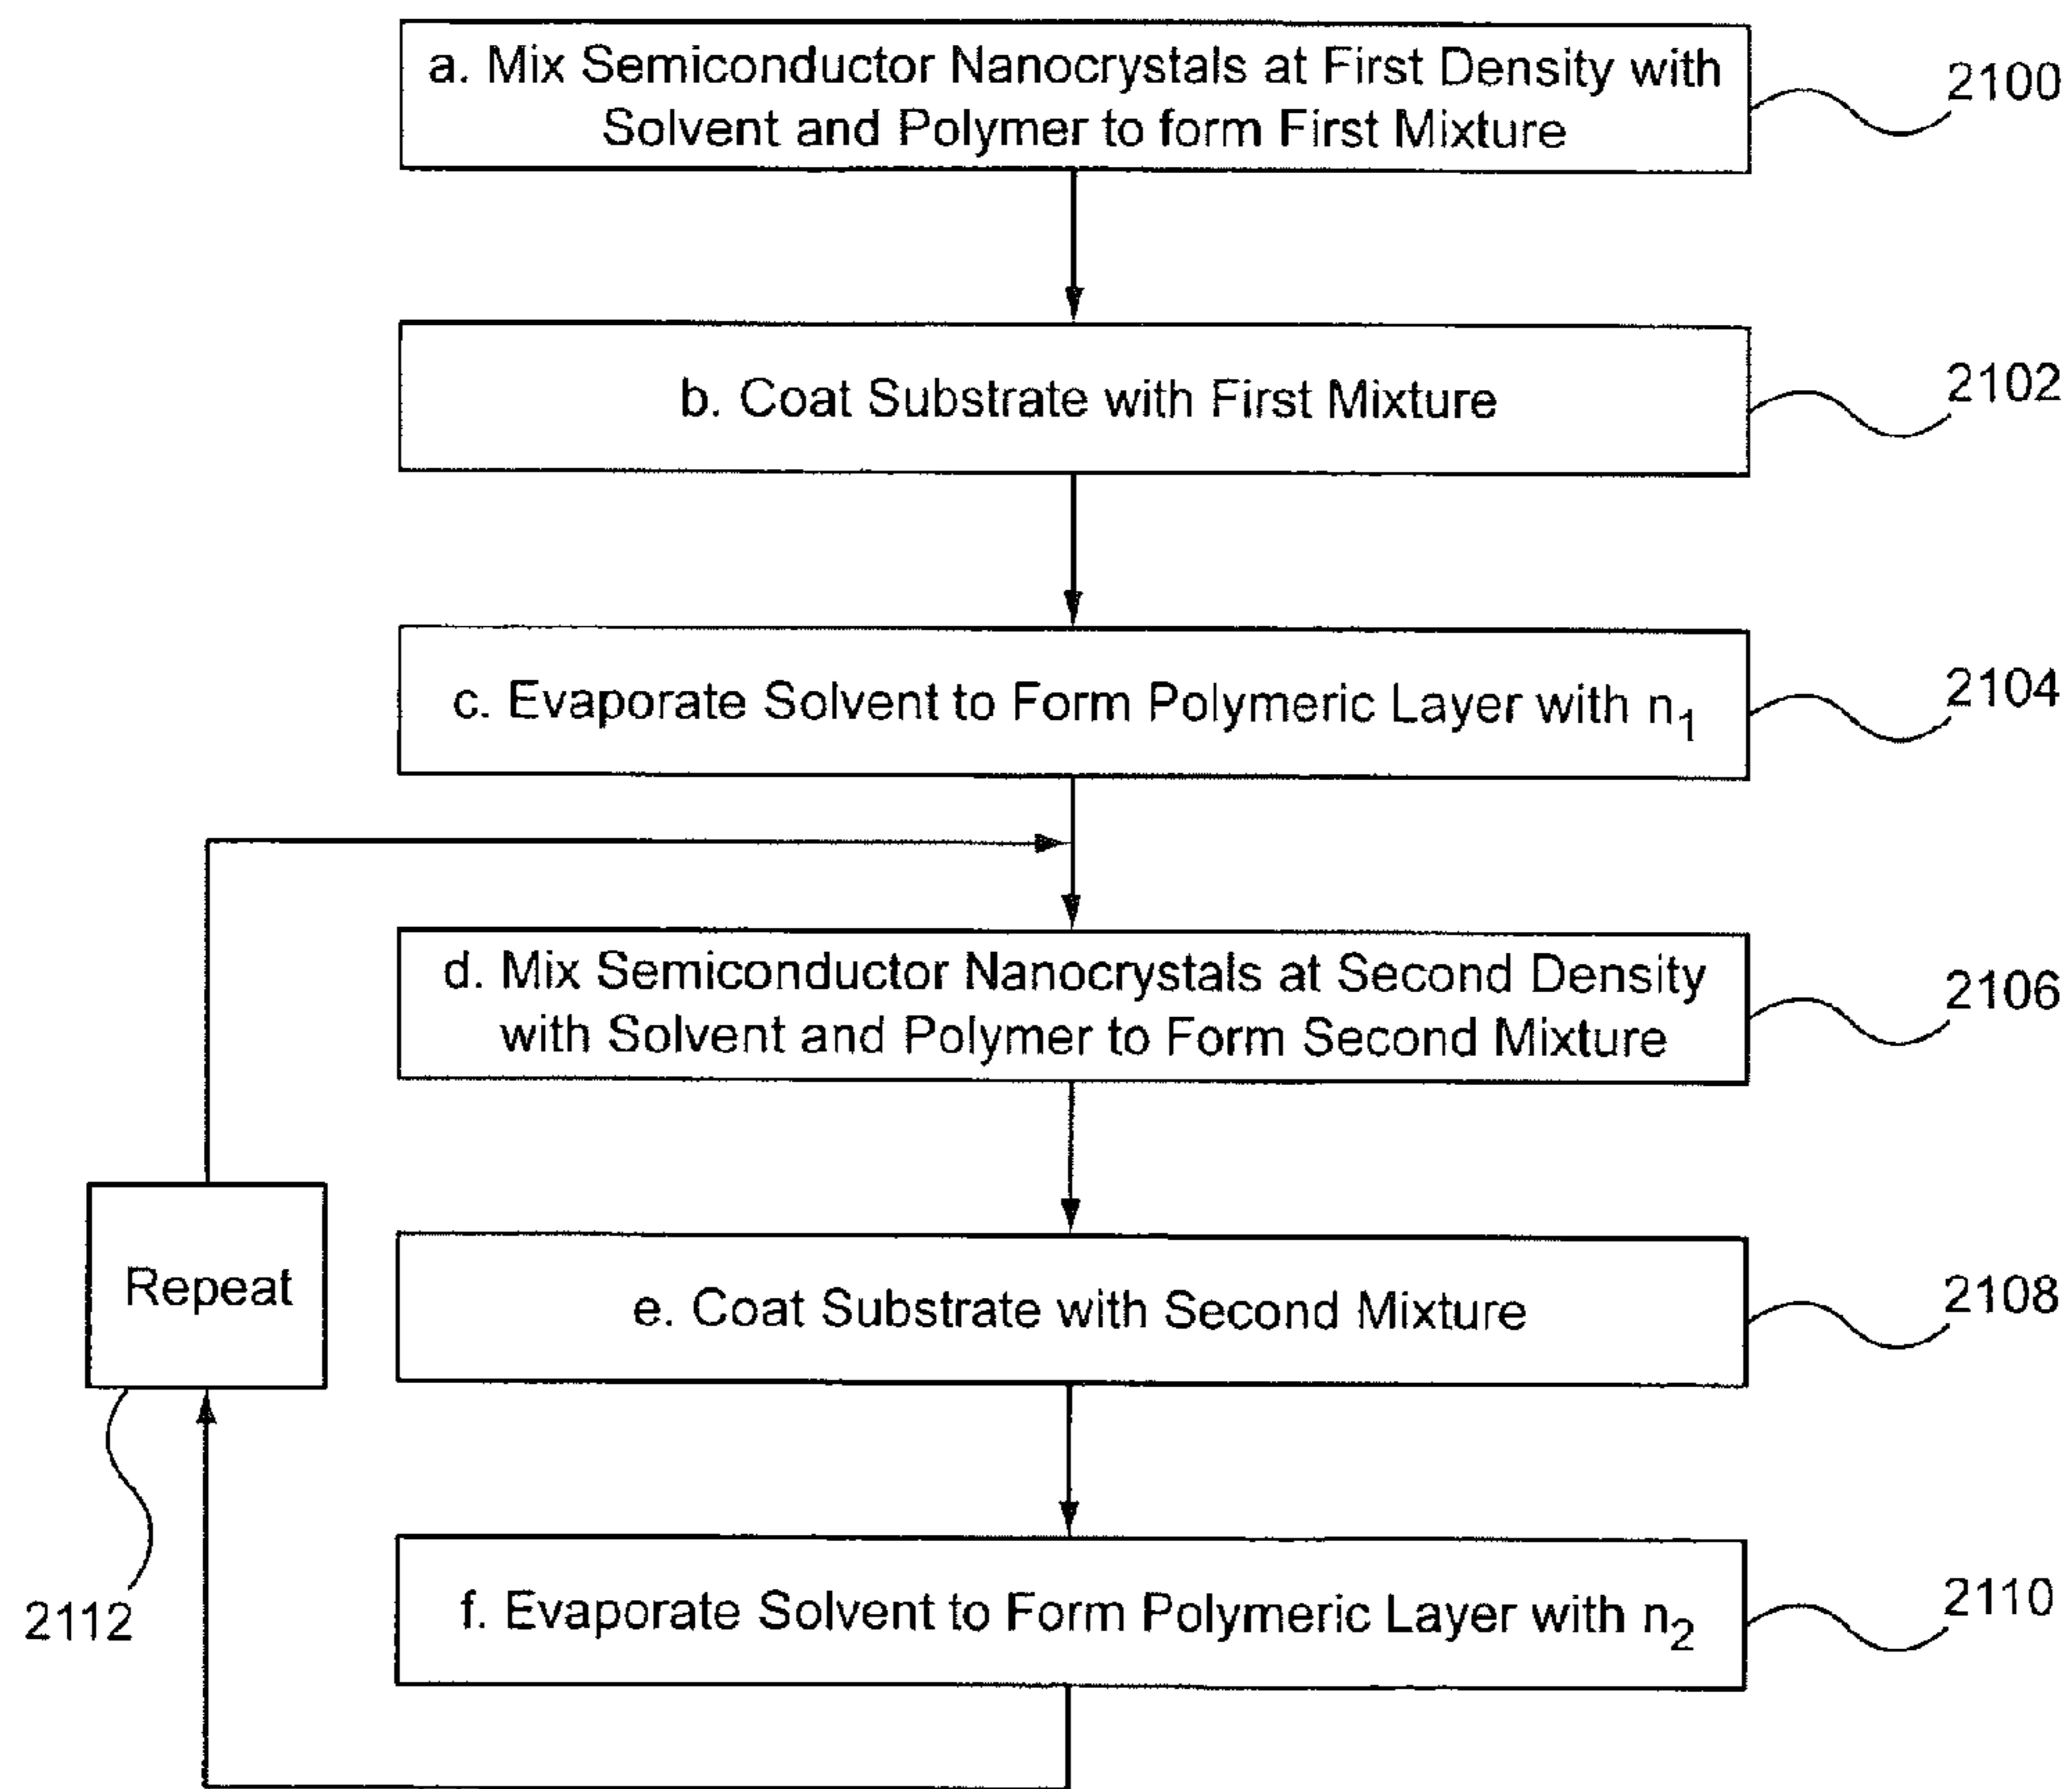 a. Mix Semiconductor Nanocrystals at First Density with
Solvent and Polymer to form First Mixture
2100
b. Coat Substrate with First Mixture
2102
c. Evaporate Solvent to Form Polymeric Layer with n₁
2104
d. Mix Semiconductor Nanocrystals at Second Density
with Solvent and Polymer to Form Second Mixture
2106
Repeat
2112
e. Coat Substrate with Second Mixture
2108
f. Evaporate Solvent to Form Polymeric Layer with n₂
2110